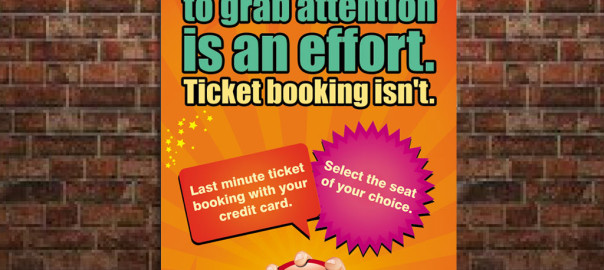 to grab attention
is an effort.
Ticket booking isn't.
Last minute ticket
booking with your
credit card.
Select the seat
of your choice.